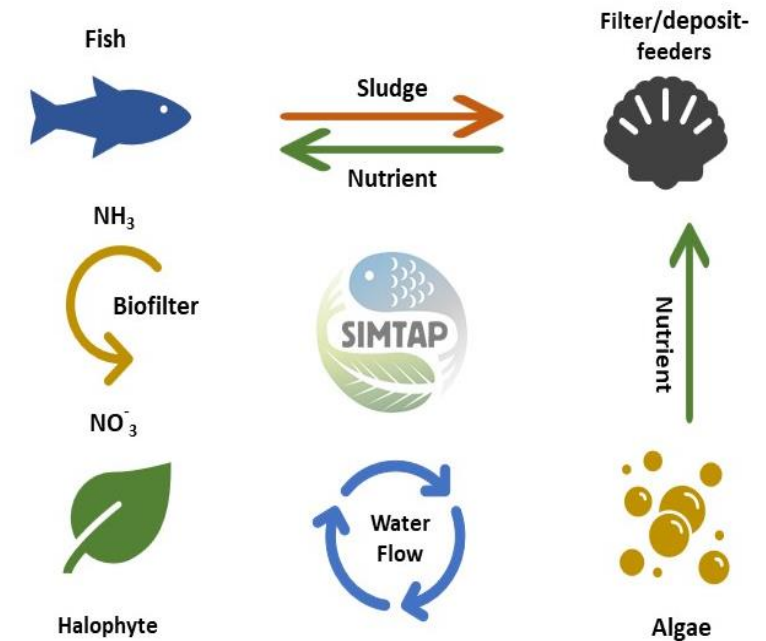 Fish
Filter/deposit-
feeders
Sludge
Nutrient
NH₃
Biofilter
SIMTAP
Nutrient
NO⁻₃
Water
Flow
Halophyte
Algae